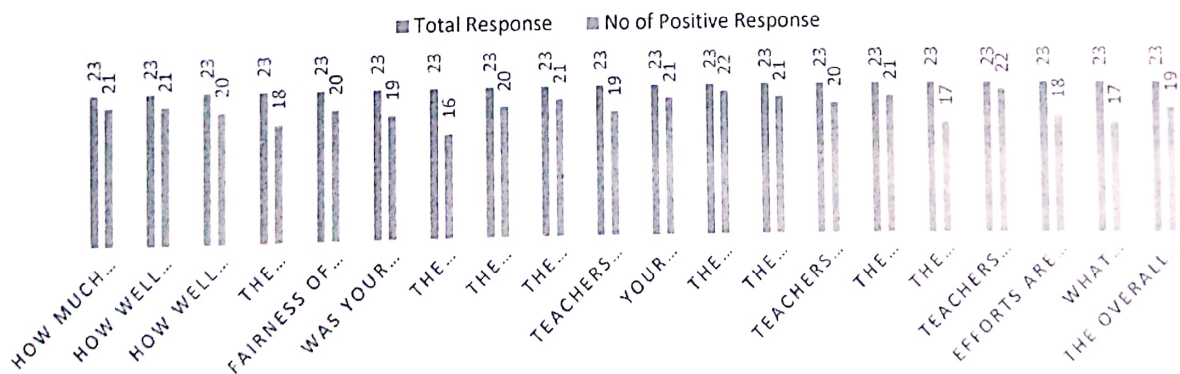 Total Response No of Positive Response
23 21 23 21 23 20 23 18 23 20 23 19 23 16 23 20 23 21 23 19 23 21 23 22 23 21 23 20 23 21 23 17 23 22 23 18 23 17 23 19
HOW MUCH...
HOW WELL...
HOW WELL...
THE...
FAIRNESS OF...
WAS YOUR...
THE...
THE...
THE...
TEACHERS...
YOUR...
THE...
THE...
TEACHERS...
THE...
THE...
TEACHERS...
EFFORTS ARE...
WHAT...
THE OVERALL...